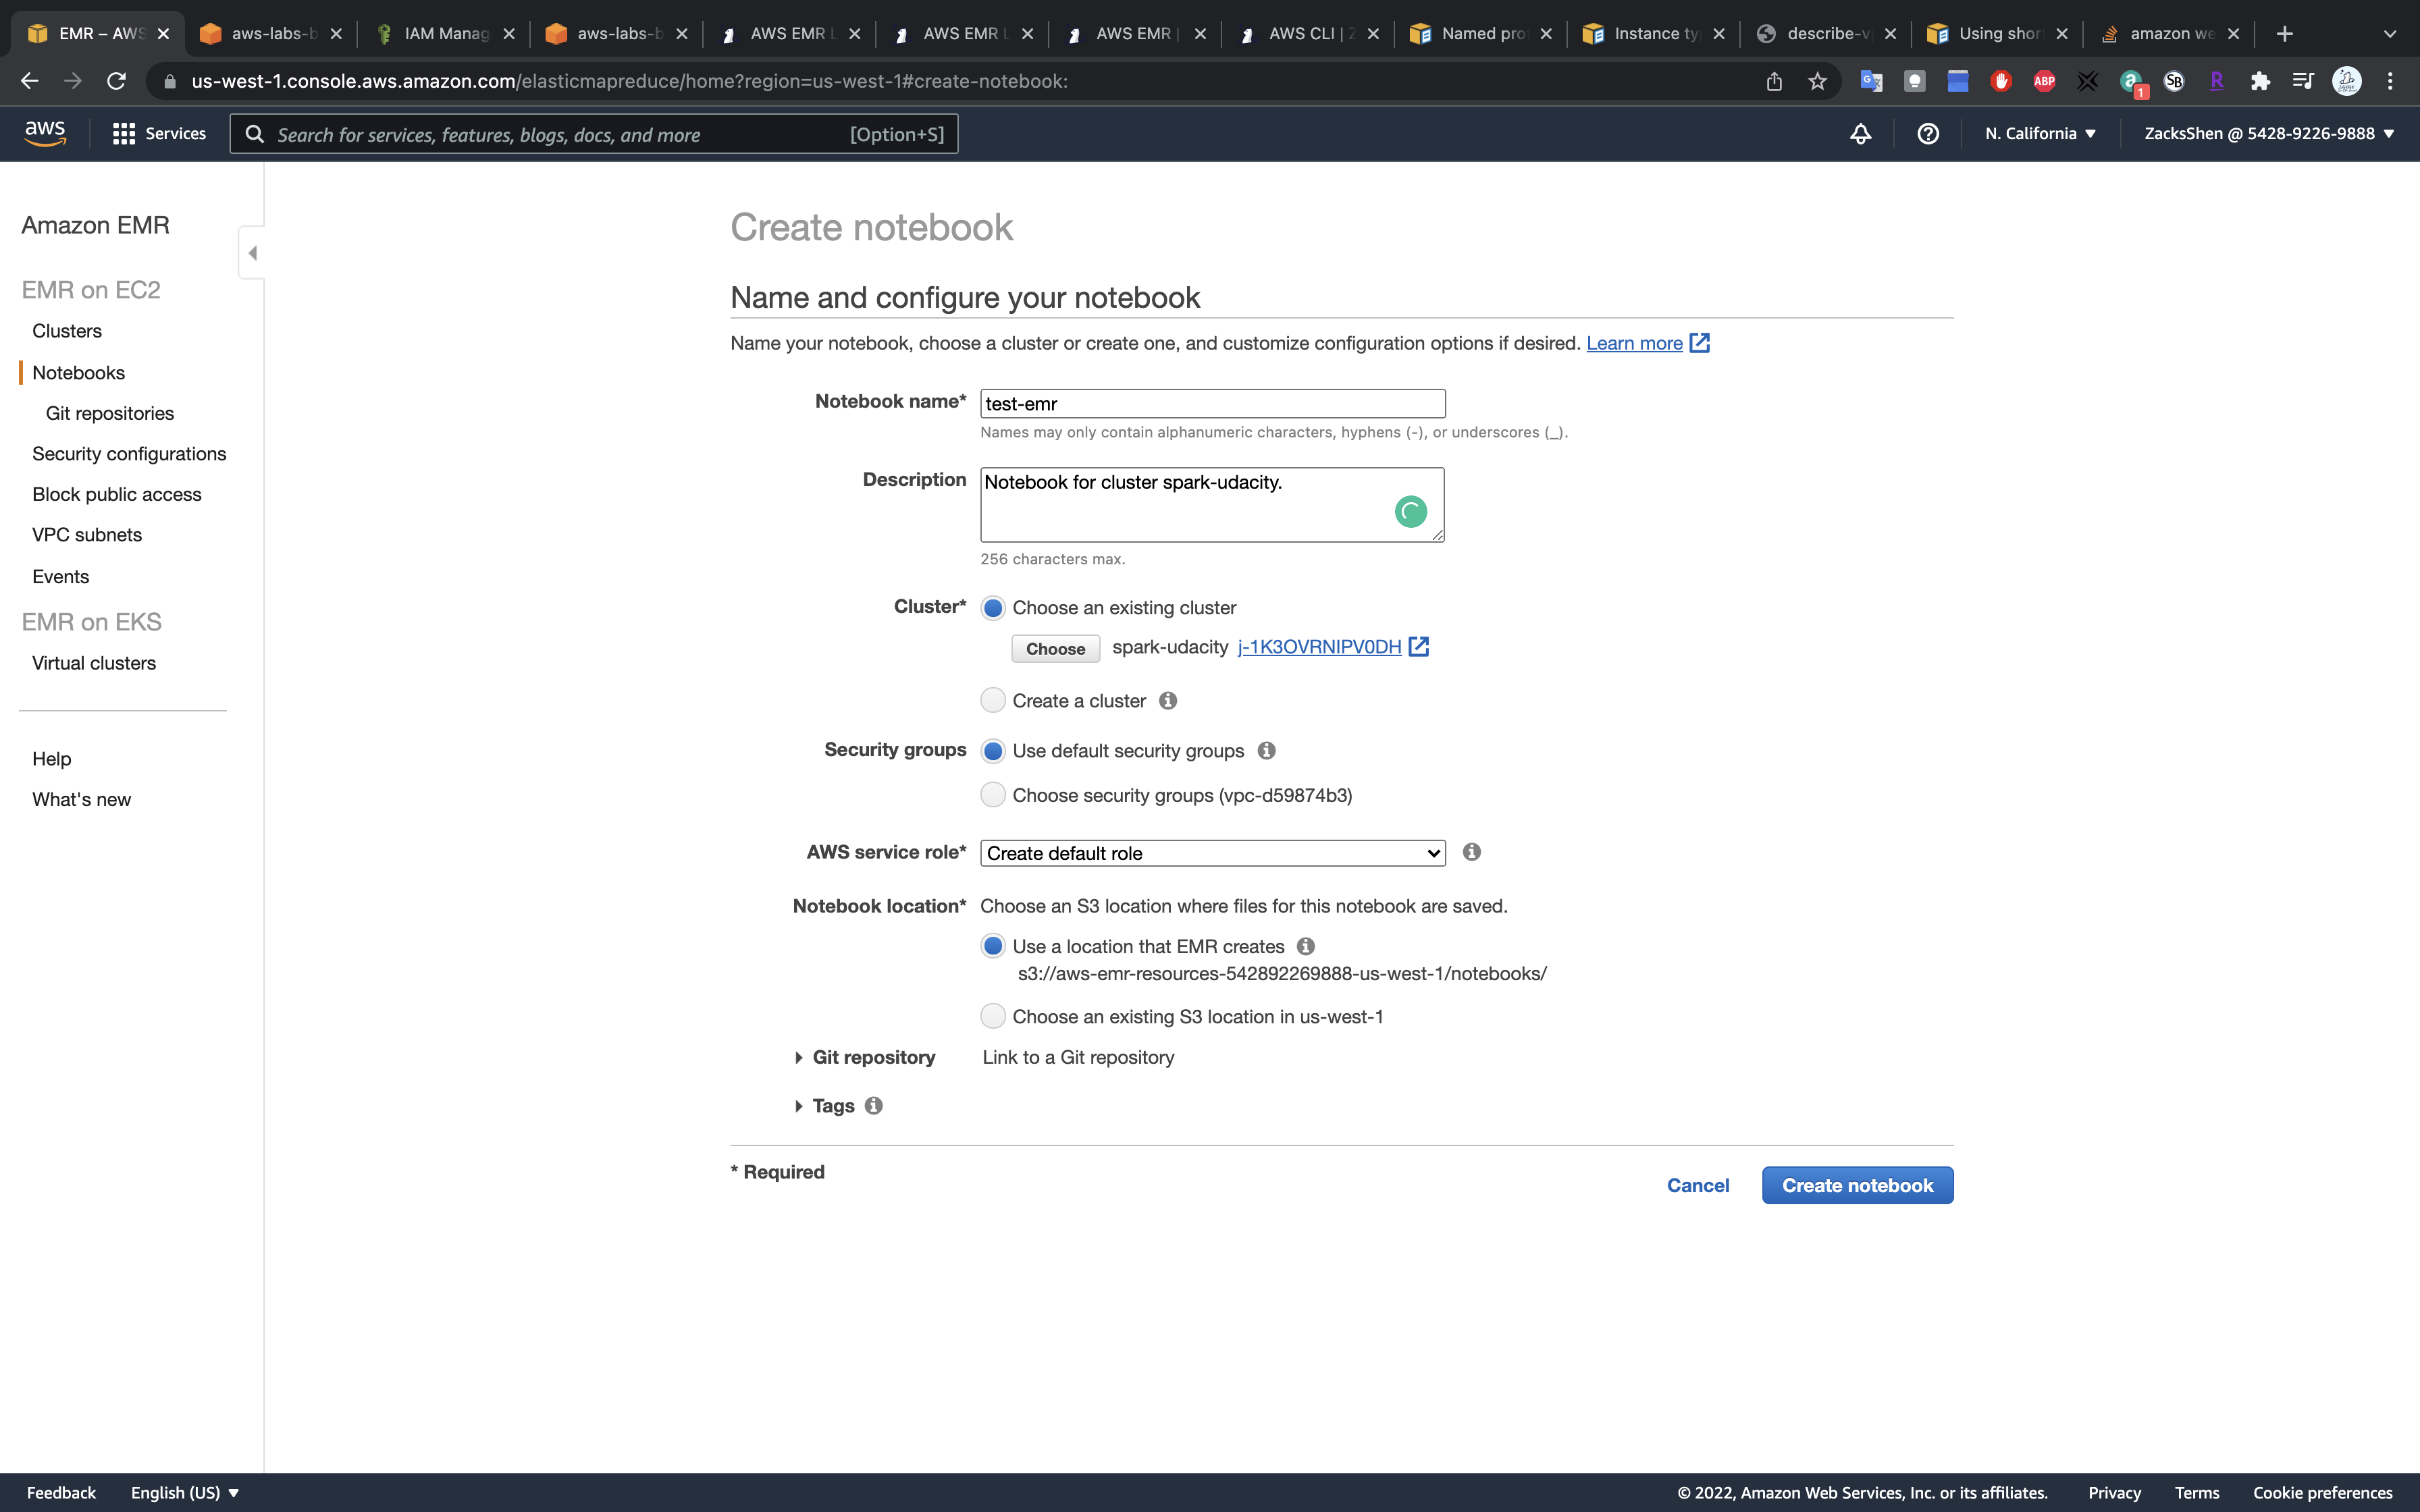 EMR – AWS
aws-labs-b
IAM Manag
aws-labs-b
AWS EMR L
AWS EMR L
AWS EMR |
AWS CLI | Z
Named pro
Instance ty
describe-v
Using shor
amazon we
us-west-1.console.aws.amazon.com/elasticmapreduce/home?region=us-west-1#create-notebook:
ABP
1
SB
R
aws
Services
Search for services, features, blogs, docs, and more
[Option+S]
N. California ▼
ZacksShen @ 5428-9226-9888 ▼
Amazon EMR
EMR on EC2
Clusters
Notebooks
Git repositories
Security configurations
Block public access
VPC subnets
Events
EMR on EKS
Virtual clusters
Help
What's new
Create notebook
Name and configure your notebook
Name your notebook, choose a cluster or create one, and customize configuration options if desired. Learn more
Notebook name* test-emr
Names may only contain alphanumeric characters, hyphens (-), or underscores (_).
Description Notebook for cluster spark-udacity.
256 characters max.
Cluster* Choose an existing cluster
Choose spark-udacity j-1K3OVRNIPV0DH
Create a cluster
Security groups Use default security groups
Choose security groups (vpc-d59874b3)
AWS service role* Create default role
Notebook location* Choose an S3 location where files for this notebook are saved.
Use a location that EMR creates
s3://aws-emr-resources-542892269888-us-west-1/notebooks/
Choose an existing S3 location in us-west-1
Git repository Link to a Git repository
Tags
* Required
Cancel
Create notebook
Feedback
English (US) ▼
© 2022, Amazon Web Services, Inc. or its affiliates.
Privacy
Terms
Cookie preferences